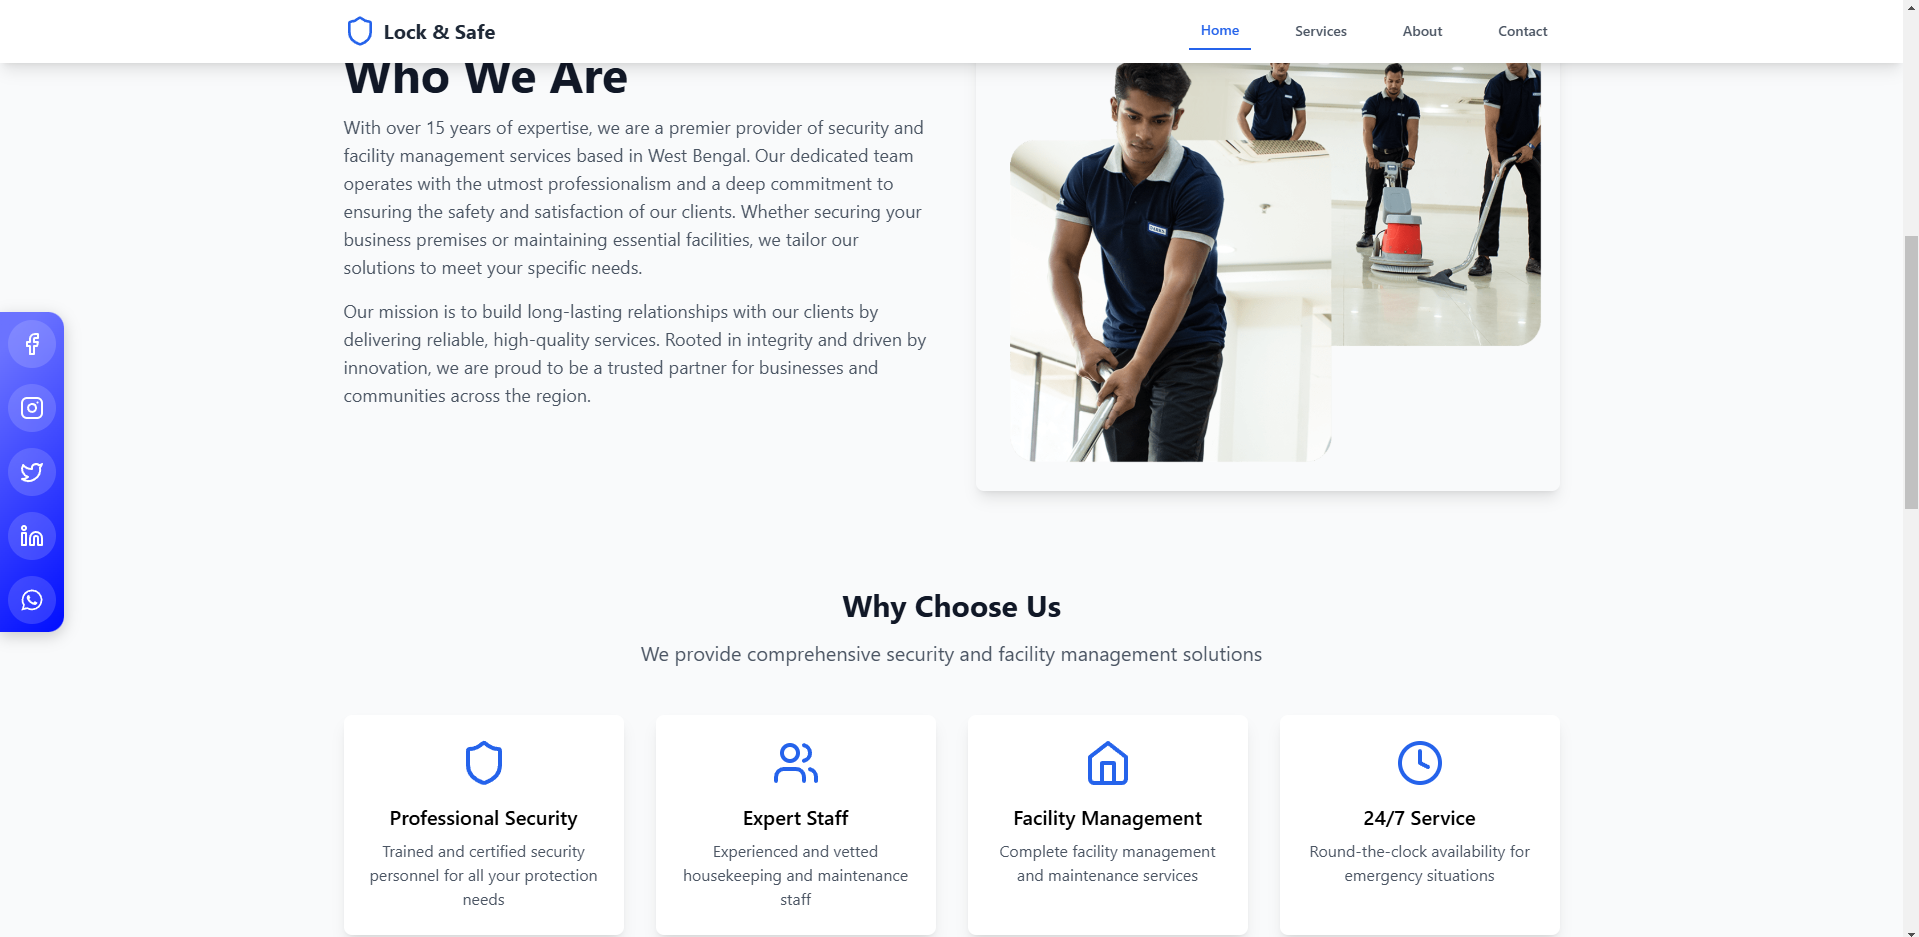 Lock & Safe
Home
Services
About
Contact
Who We Are
With over 15 years of expertise, we are a premier provider of security and
facility management services based in West Bengal. Our dedicated team
operates with the utmost professionalism and a deep commitment to
ensuring the safety and satisfaction of our clients. Whether securing your
business premises or maintaining essential facilities, we tailor our
solutions to meet your specific needs.
Our mission is to build long-lasting relationships with our clients by
delivering reliable, high-quality services. Rooted in integrity and driven by
innovation, we are proud to be a trusted partner for businesses and
communities across the region.
Why Choose Us
We provide comprehensive security and facility management solutions
Professional Security
Trained and certified security
personnel for all your protection
needs
Expert Staff
Experienced and vetted
housekeeping and maintenance
staff
Facility Management
Complete facility management
and maintenance services
24/7 Service
Round-the-clock availability for
emergency situations